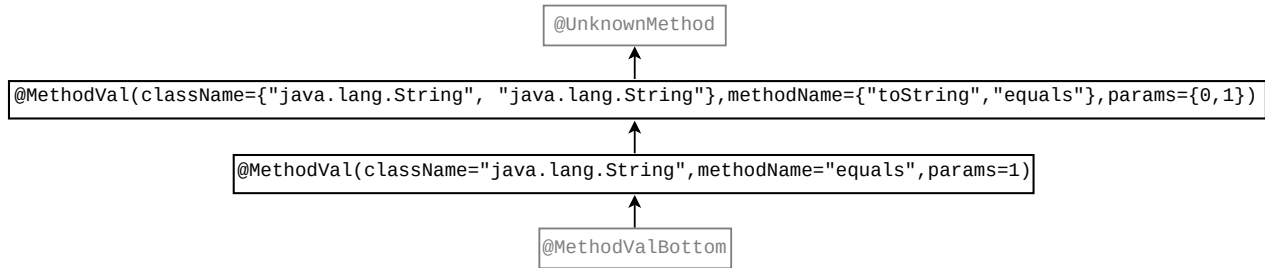 @UnknownMethod
@MethodVal(className={"java.lang.String", "java.lang.String"},methodName={"toString","equals"},params={0,1})
@MethodVal(className="java.lang.String",methodName="equals",params=1)
@MethodValBottom